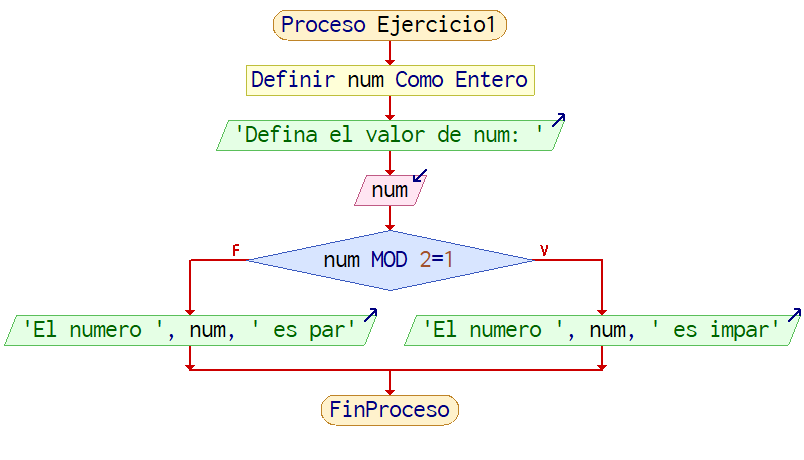 Proceso Ejercicio1
Definir num Como Entero
'Defina el valor de num: '
num
F
num MOD 2=1
V
'El numero ', num, ' es par'
'El numero ', num, ' es impar'
FinProceso